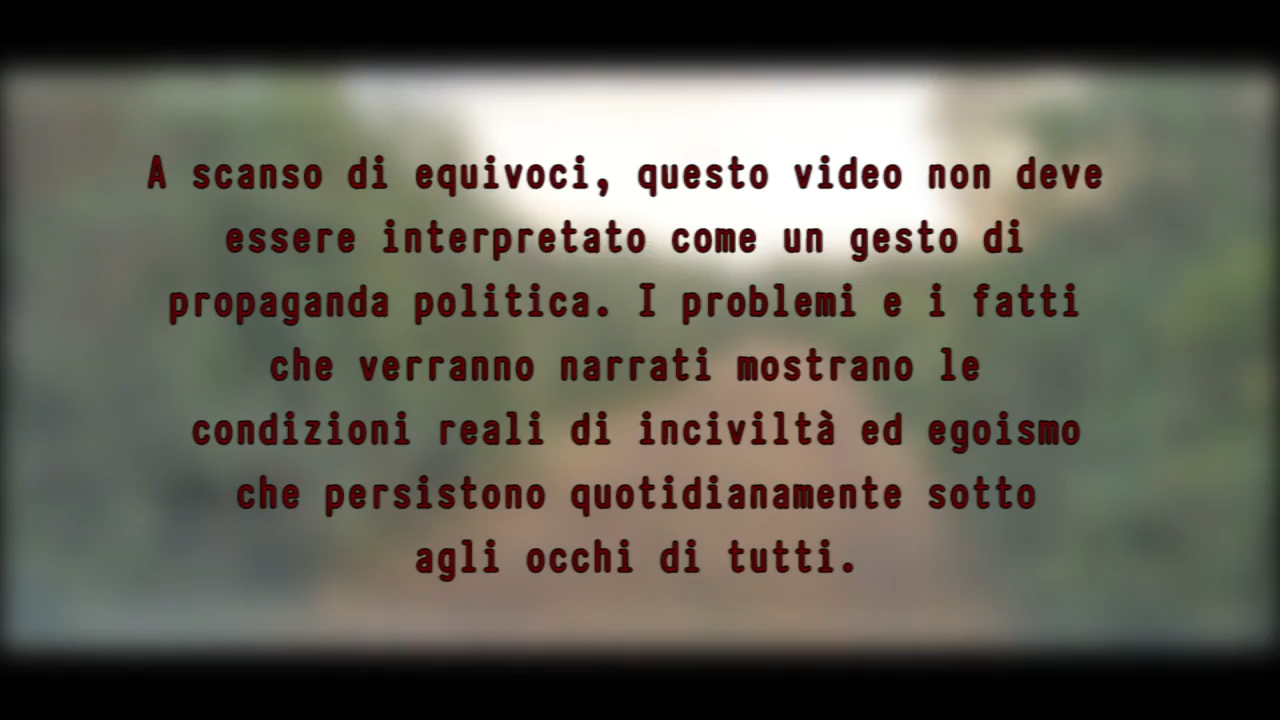 A scanso di equivoci, questo video non deve
essere interpretato come un gesto di
propaganda politica. I problemi e i fatti
che verranno narrati mostrano le
condizioni reali di inciviltà ed egoismo
che persistono quotidianamente sotto
agli occhi di tutti.